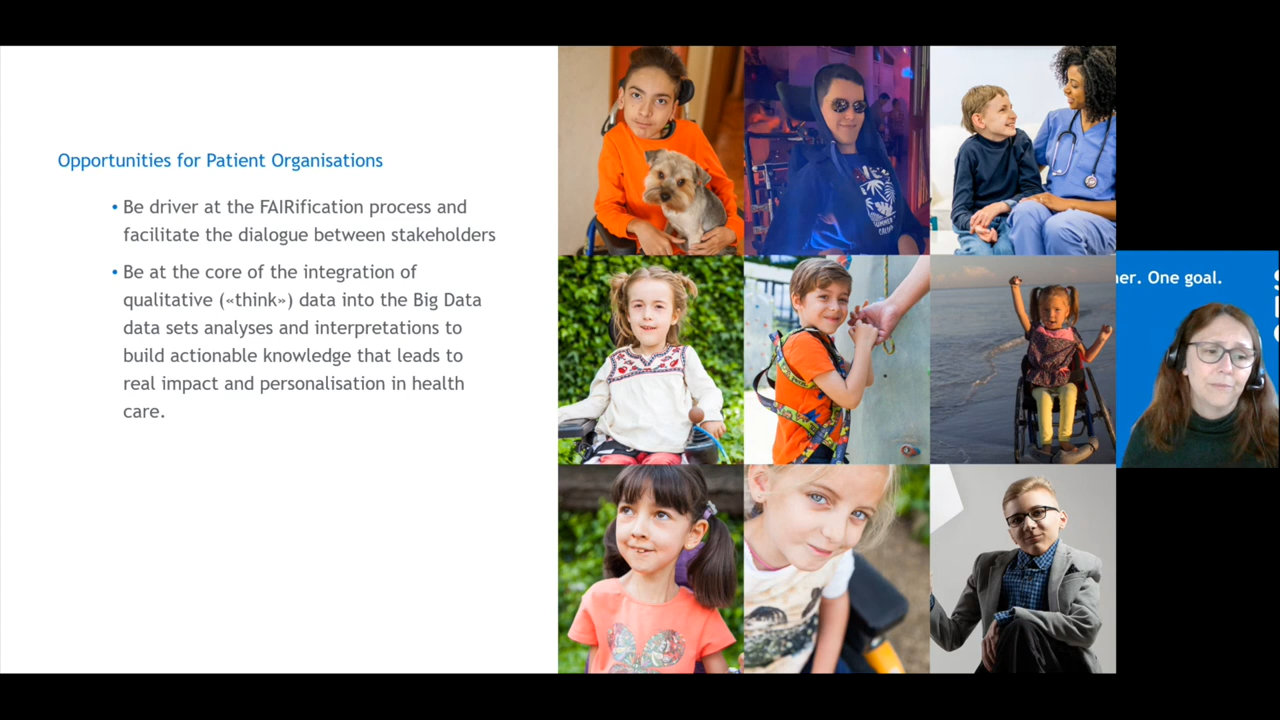 Opportunities for Patient Organisations
• Be driver at the FAIRification process and
facilitate the dialogue between stakeholders
• Be at the core of the integration of
qualitative («think») data into the Big Data
data sets analyses and interpretations to
build actionable knowledge that leads to
real impact and personalisation in health
care.
One goal.